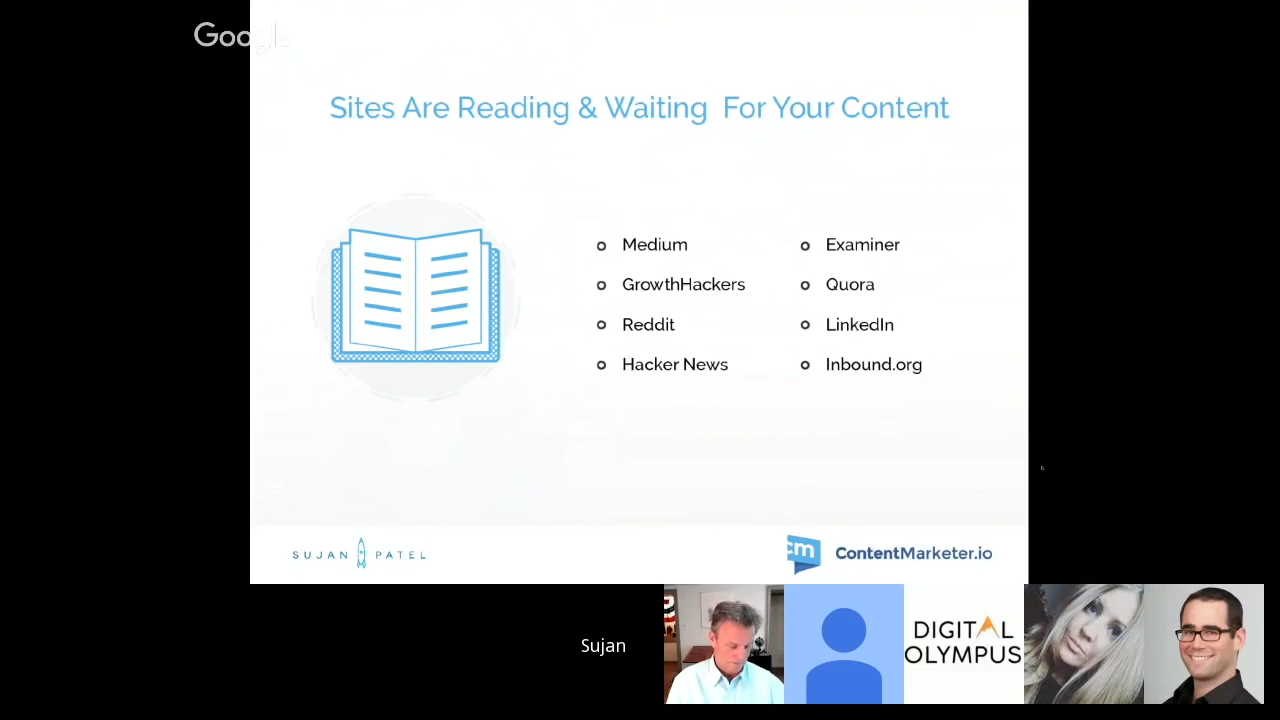 Google
Sites Are Reading & Waiting For Your Content
Medium
GrowthHackers
Reddit
Hacker News
Examiner
Quora
LinkedIn
Inbound.org
SUJAN PATEL
cm ContentMarketer.io
Sujan
DIGITAL
OLYMPUS